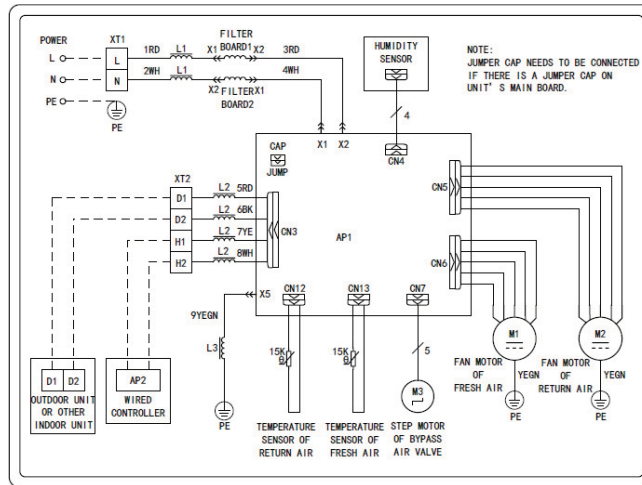 POWER
XT1
L
N
PE
L
N
PE
1RD
2WH
L1
L1
X1
FILTER
BOARD1
X2
X2
FILTER
BOARD2
X1
3RD
4WH
HUMIDITY
SENSOR
4
NOTE:
JUMPER CAP NEEDS TO BE CONNECTED
IF THERE IS A JUMPER CAP ON
UNIT'S MAIN BOARD.
CAP
JUMP
X1
X2
CN4
XT2
D1
D2
H1
H2
L2 5RD
L2 6BK
L2 7YE
L2 8WH
CN3
AP1
CN5
CN6
X5
CN12
CN13
CN7
9YEGN
L3
PE
15K
θ
15K
θ
5
M3
M1
M2
D1 D2
OUTDOOR UNIT
OR OTHER
INDOOR UNIT
AP2
WIRED
CONTROLLER
TEMPERATURE
SENSOR OF
RETURN AIR
TEMPERATURE
SENSOR OF
FRESH AIR
STEP MOTOR
OF BYPASS
AIR VALVE
FAN MOTOR
OF
FRESH AIR
YEGN
PE
FAN MOTOR
OF
RETURN AIR
YEGN
PE